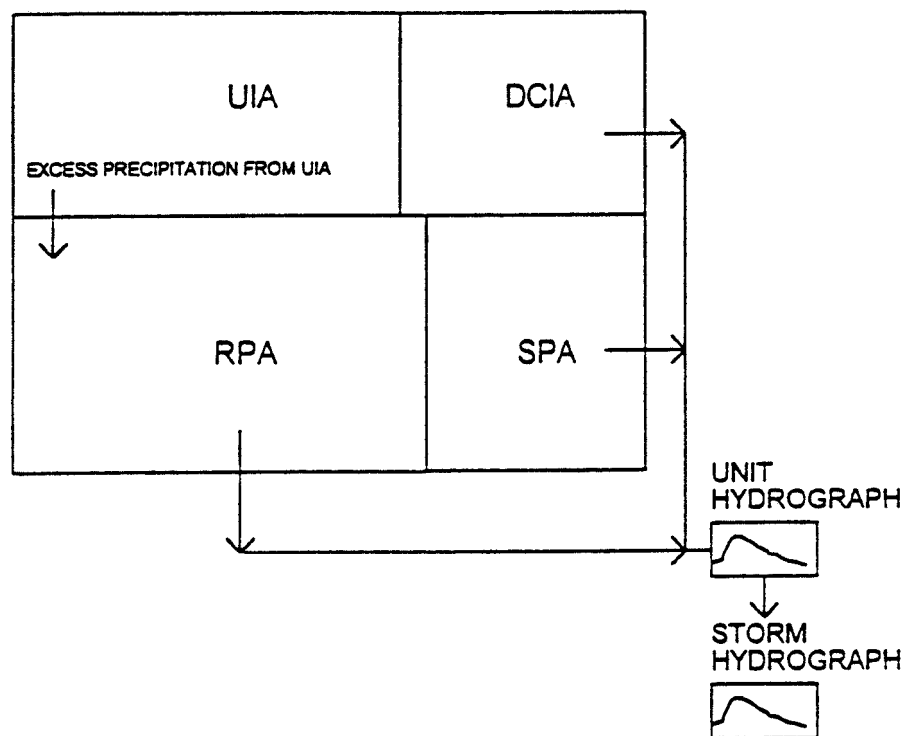 UIA
DCIA
EXCESS PRECIPITATION FROM UIA
RPA
SPA
UNIT
HYDROGRAPH
STORM
HYDROGRAPH